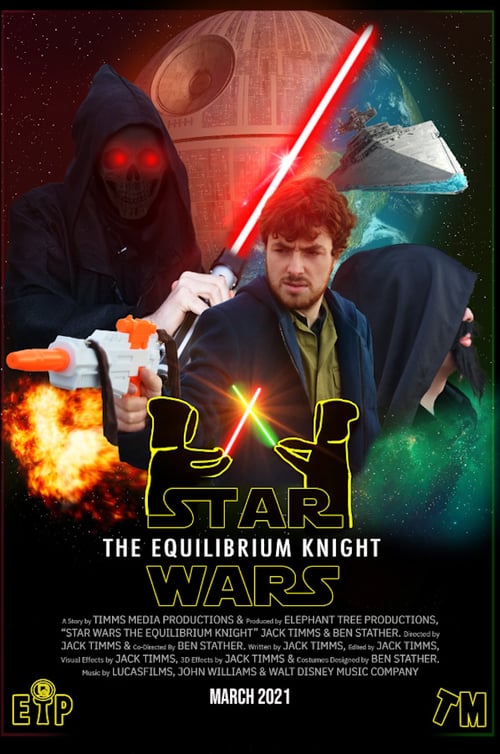 STAR
THE EQUILIBRIUM KNIGHT
WARS
A Story by TIMMS MEDIA PRODUCTIONS & Produced by ELEPHANT TREE PRODUCTIONS,
"STAR WARS THE EQUILIBRIUM KNIGHT" JACK TIMMS & BEN STATHER. Directed by
JACK TIMMS & Co-Directed By BEN STATHER. Written by JACK TIMMS, Edited by JACK TIMMS,
Visual Effects by JACK TIMMS, 3D Effects by JACK TIMMS & Costumes Designed by BEN STATHER.
Music by LUCASFILMS, JOHN WILLIAMS & WALT DISNEY MUSIC COMPANY
MARCH 2021
ETP
TM